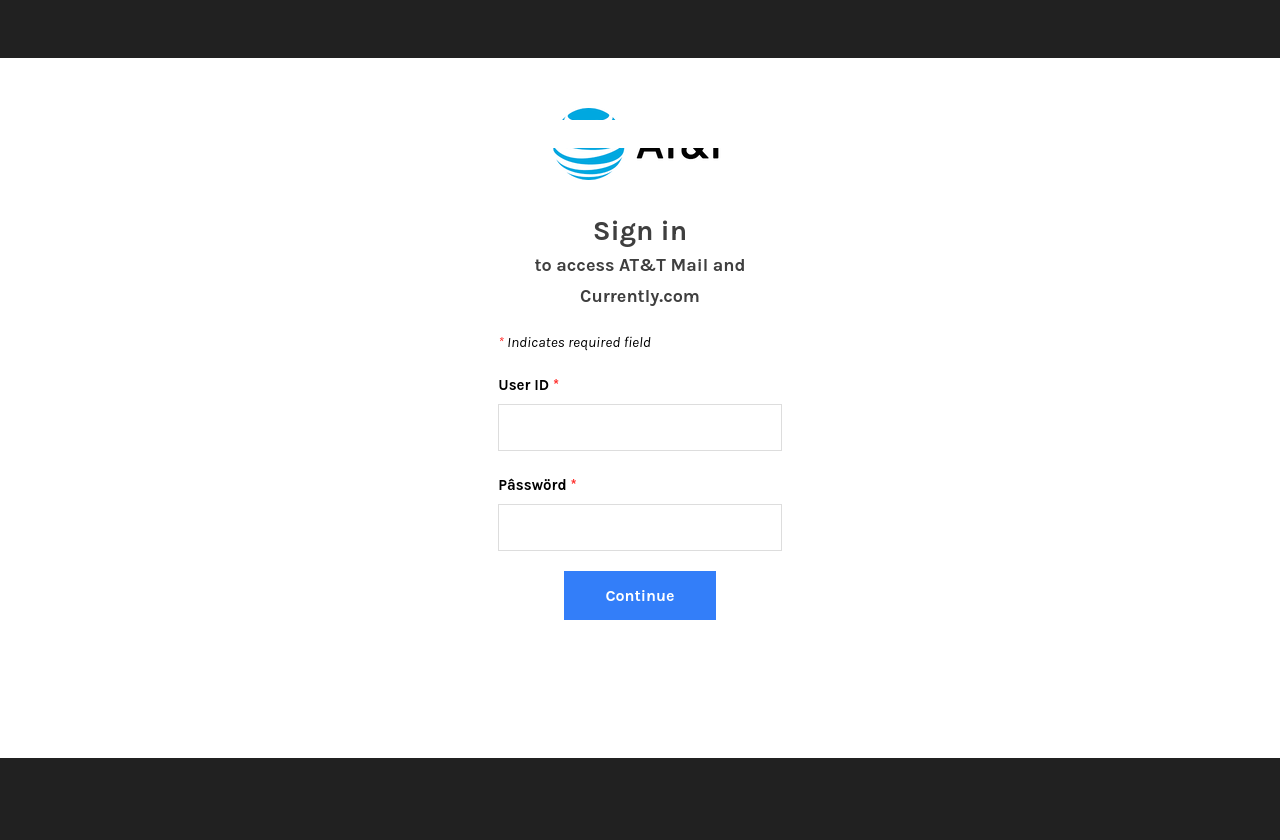 AT&T
Sign in
to access AT&T Mail and
Currently.com
* Indicates required field
User ID *
Pâsswörd *
Continue